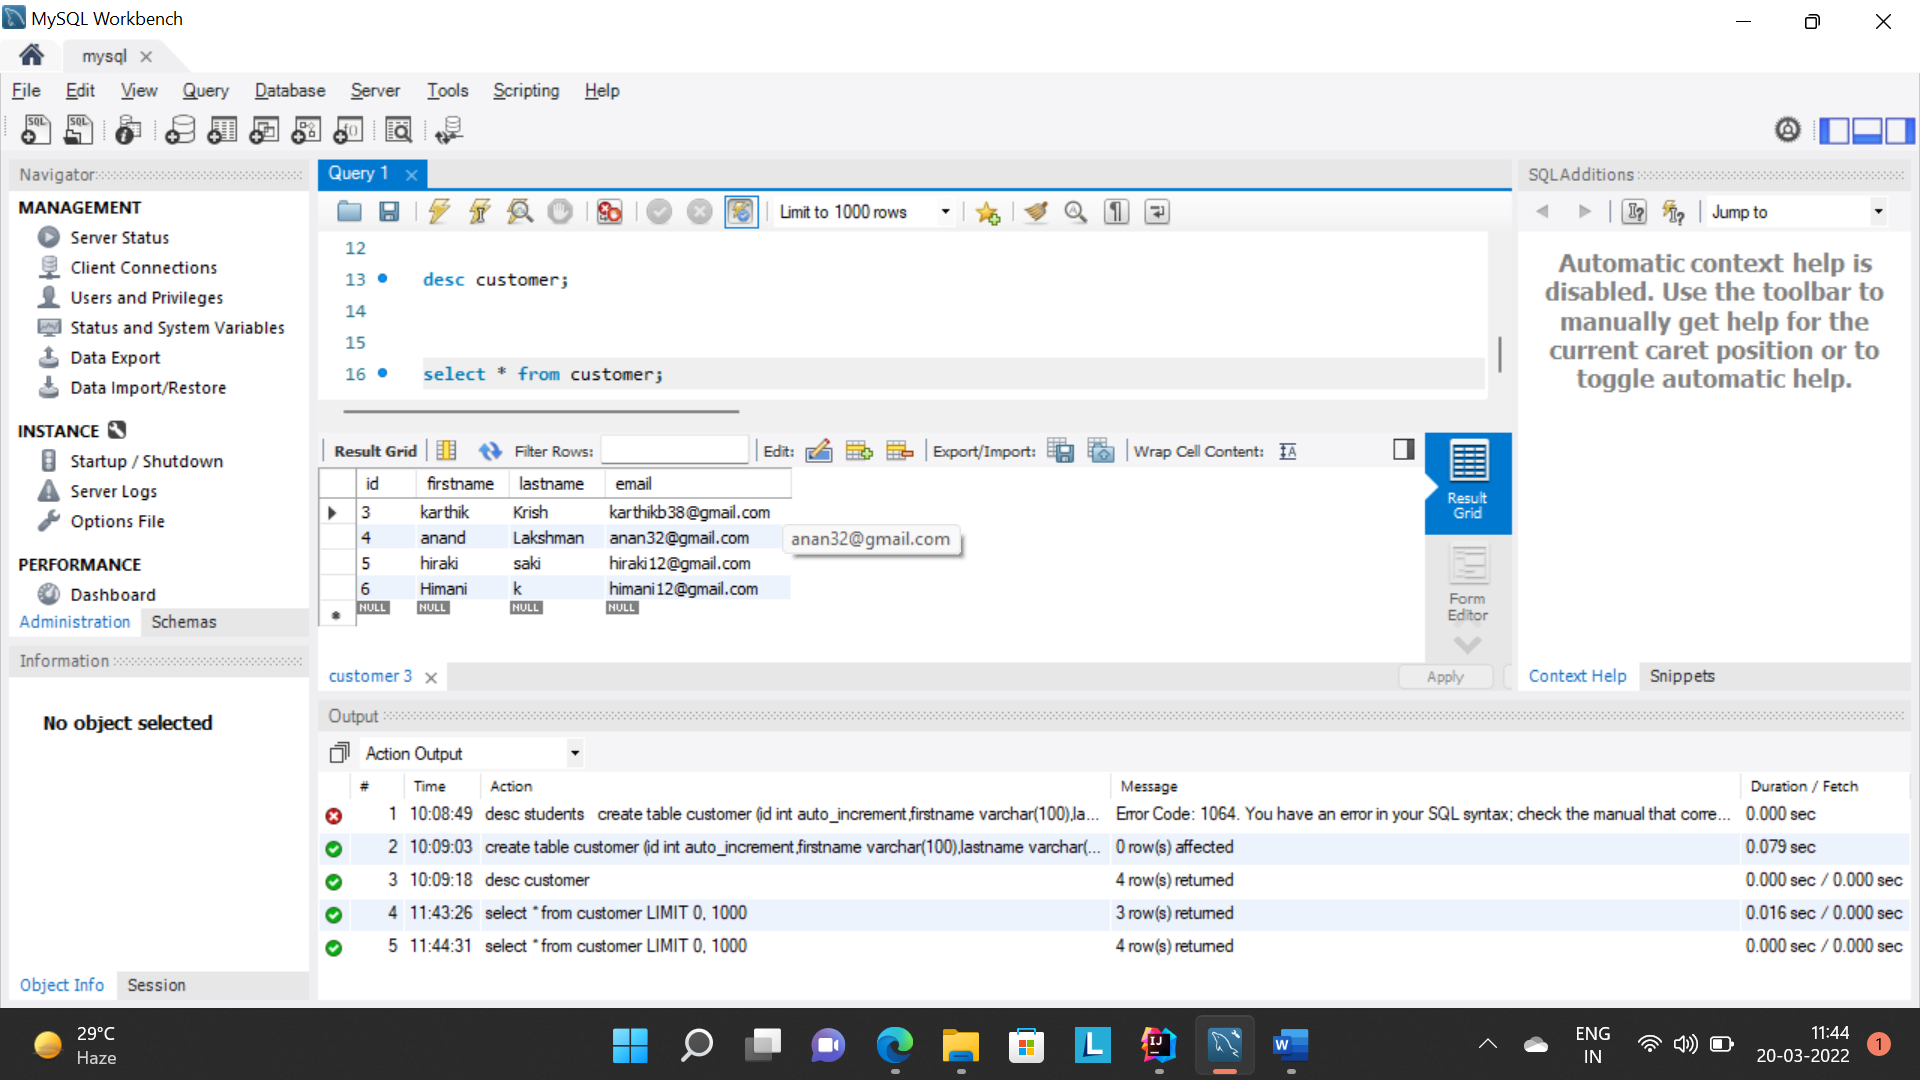 MySQL Workbench
mysql
File Edit View Query Database Server Tools Scripting Help
Navigator
MANAGEMENT
Server Status
Client Connections
Users and Privileges
Status and System Variables
Data Export
Data Import/Restore
INSTANCE
Startup / Shutdown
Server Logs
Options File
PERFORMANCE
Dashboard
Administration Schemas
Information
No object selected
Object Info Session
Query 1
Limit to 1000 rows
12
13 desc customer;
14
15
16 select * from customer;
Result Grid Filter Rows: Edit: Export/Import: Wrap Cell Content:
id firstname lastname email
3 karthik Krish karthikb38@gmail.com
4 anand Lakshman anan32@gmail.com anan32@gmail.com
5 hiraki saki hiraki12@gmail.com
6 Himani k himani12@gmail.com
NULL NULL NULL NULL
Result Grid
Form Editor
customer 3
Apply
SQLAdditions
Jump to
Automatic context help is
disabled. Use the toolbar to
manually get help for the
current caret position or to
toggle automatic help.
Context Help Snippets
Output
Action Output
# Time Action Message Duration / Fetch
1 10:08:49 desc students create table customer (id int auto_increment,firstname varchar(100),la... Error Code: 1064. You have an error in your SQL syntax; check the manual that corre... 0.000 sec
2 10:09:03 create table customer (id int auto_increment,firstname varchar(100),lastname varchar(... 0 row(s) affected 0.079 sec
3 10:09:18 desc customer 4 row(s) returned 0.000 sec / 0.000 sec
4 11:43:26 select * from customer LIMIT 0, 1000 3 row(s) returned 0.016 sec / 0.000 sec
5 11:44:31 select * from customer LIMIT 0, 1000 4 row(s) returned 0.000 sec / 0.000 sec
29°C
Haze
ENG
IN
11:44
20-03-2022
1